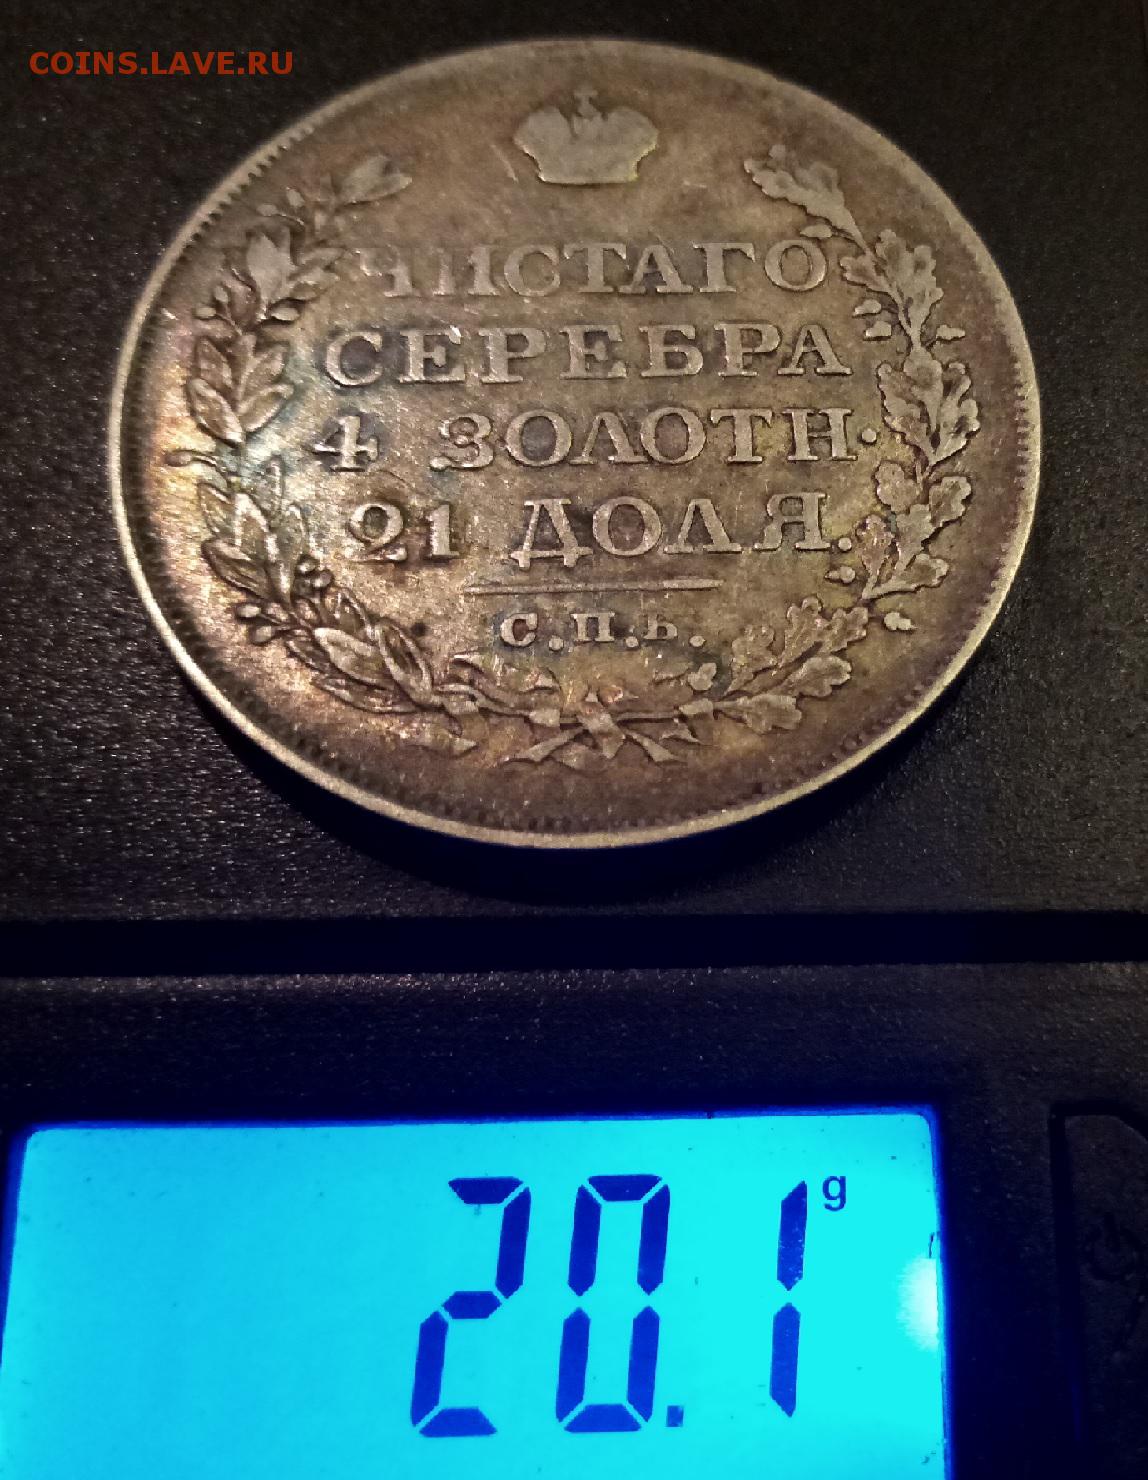 COINS.LAVE.RU
ЧИСТАГО
СЕРЕБРА
4 ЗОЛОТН.
21 ДОЛЯ.
С.П.Б.
20.1 g